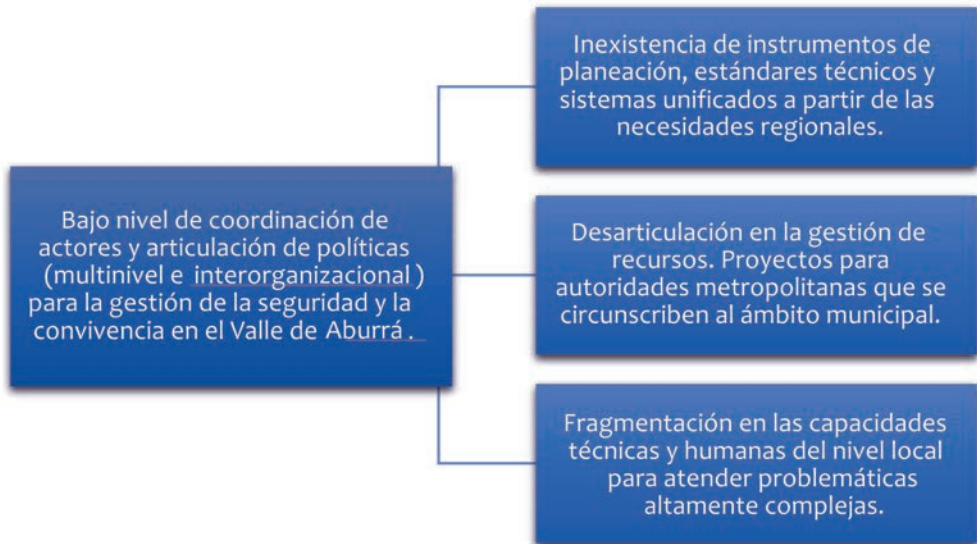 Bajo nivel de coordinación de
actores y articulación de políticas
(multinivel e interorganizacional)
para la gestión de la seguridad y la
convivencia en el Valle de Aburrá.
Inexistencia de instrumentos de
planeación, estándares técnicos y
sistemas unificados a partir de las
necesidades regionales.
Desarticulación en la gestión de
recursos. Proyectos para
autoridades metropolitanas que se
circunscriben al ámbito municipal.
Fragmentación en las capacidades
técnicas y humanas del nivel local
para atender problemáticas
altamente complejas.